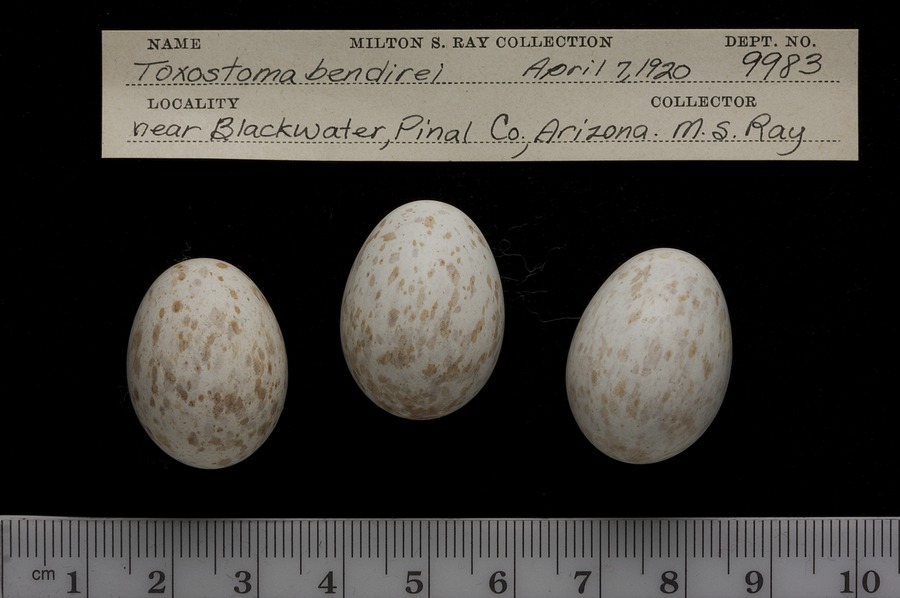 NAME MILTON S. RAY COLLECTION DEPT. NO.
Toxostoma bendirei April 7, 1920 9983
LOCALITY COLLECTOR
near Blackwater, Pinal Co., Arizona. M. S. Ray
cm 1 2 3 4 5 6 7 8 9 10